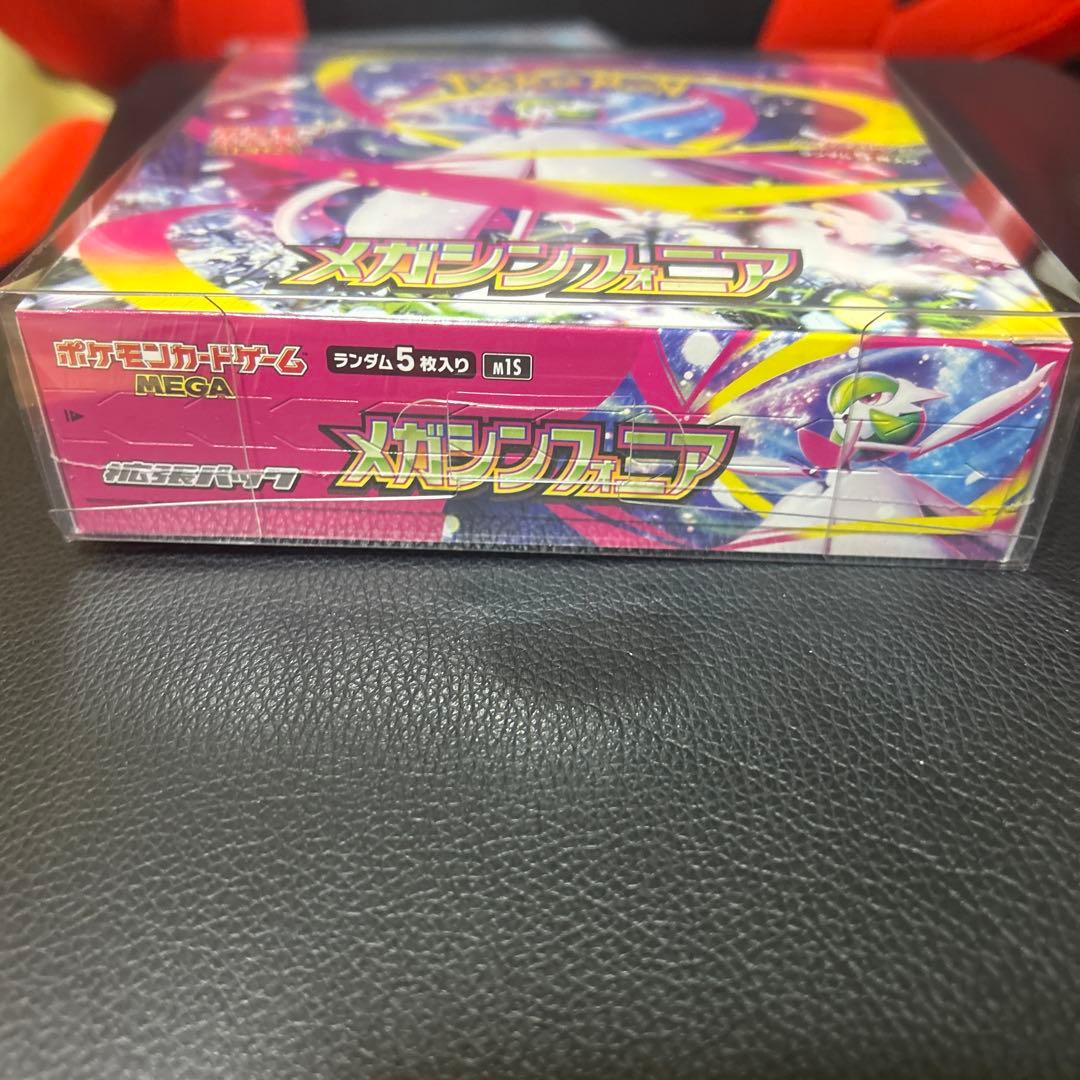 メガシンフォニア
ポケモンカードゲーム
MEGA
ランダム5枚入り
m1S
メガシンフォニア
拡張パック